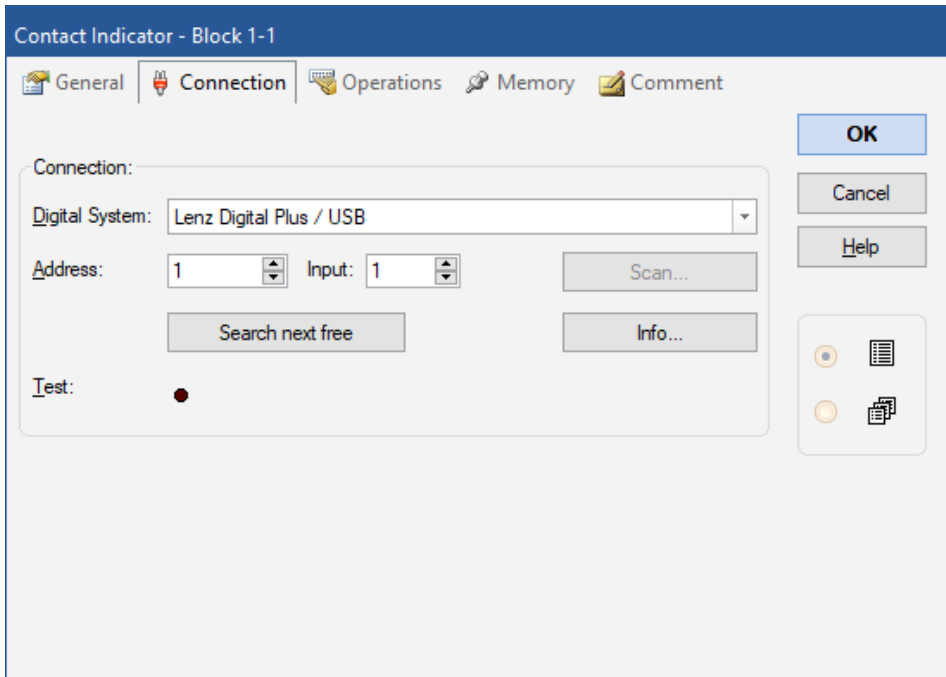 Contact Indicator - Block 1-1
General Connection Operations Memory Comment
OK
Cancel
Help
Connection:
Digital System: Lenz Digital Plus / USB
Address: 1 Input: 1 Scan...
Search next free Info...
Test: